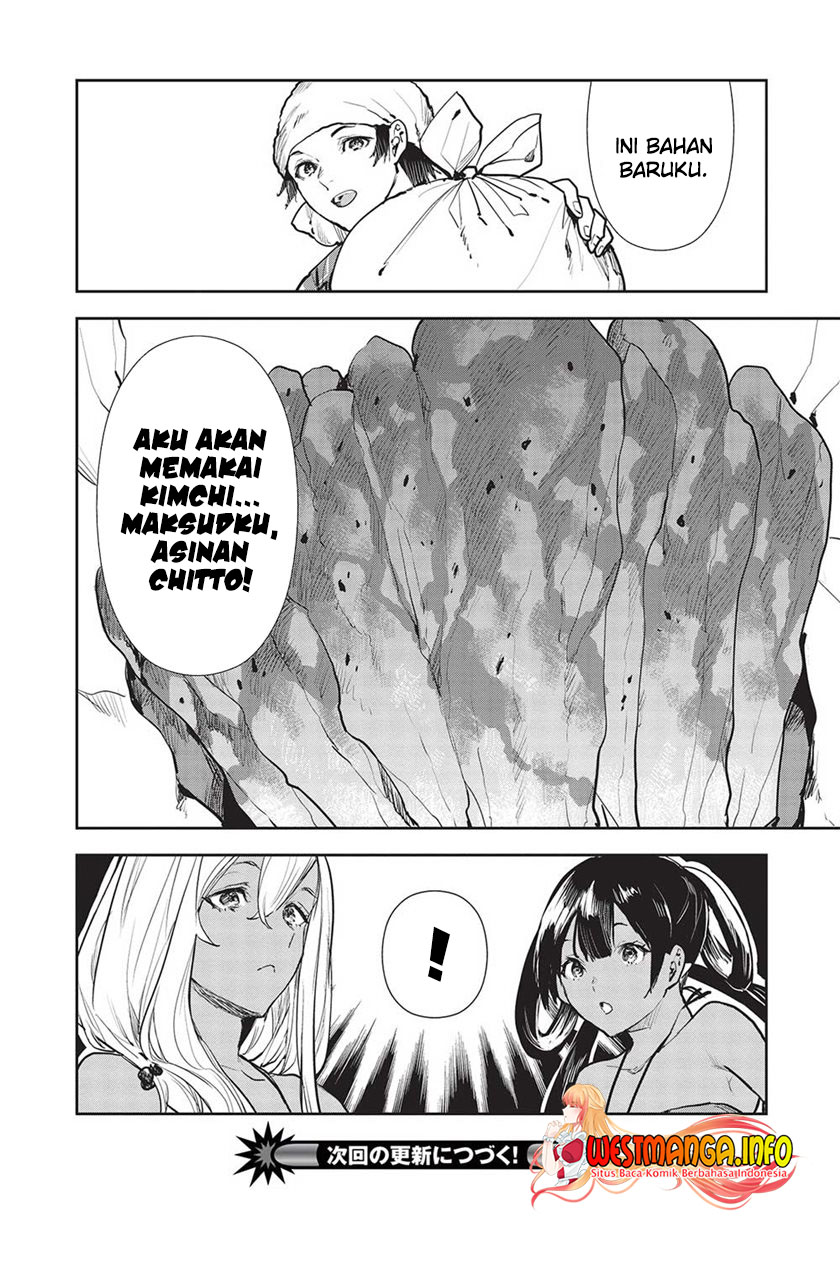 INI BAHAN
BARUKU.
AKU AKAN
MEMAKAI
KIMCHI...
MAKSUDKU,
ASINAN
CHITTO!
!
次回の更新につづく!
WESTMANGA.INFO
Situs Baca Komik Berbahasa Indonesia